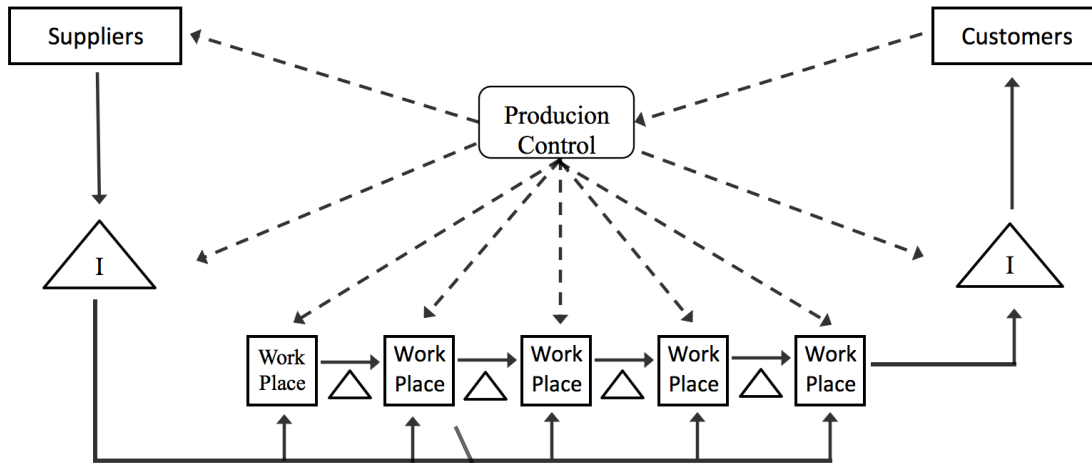 Suppliers
Customers
Producion
Control
I
I
Work
Place
Work
Place
Work
Place
Work
Place
Work
Place